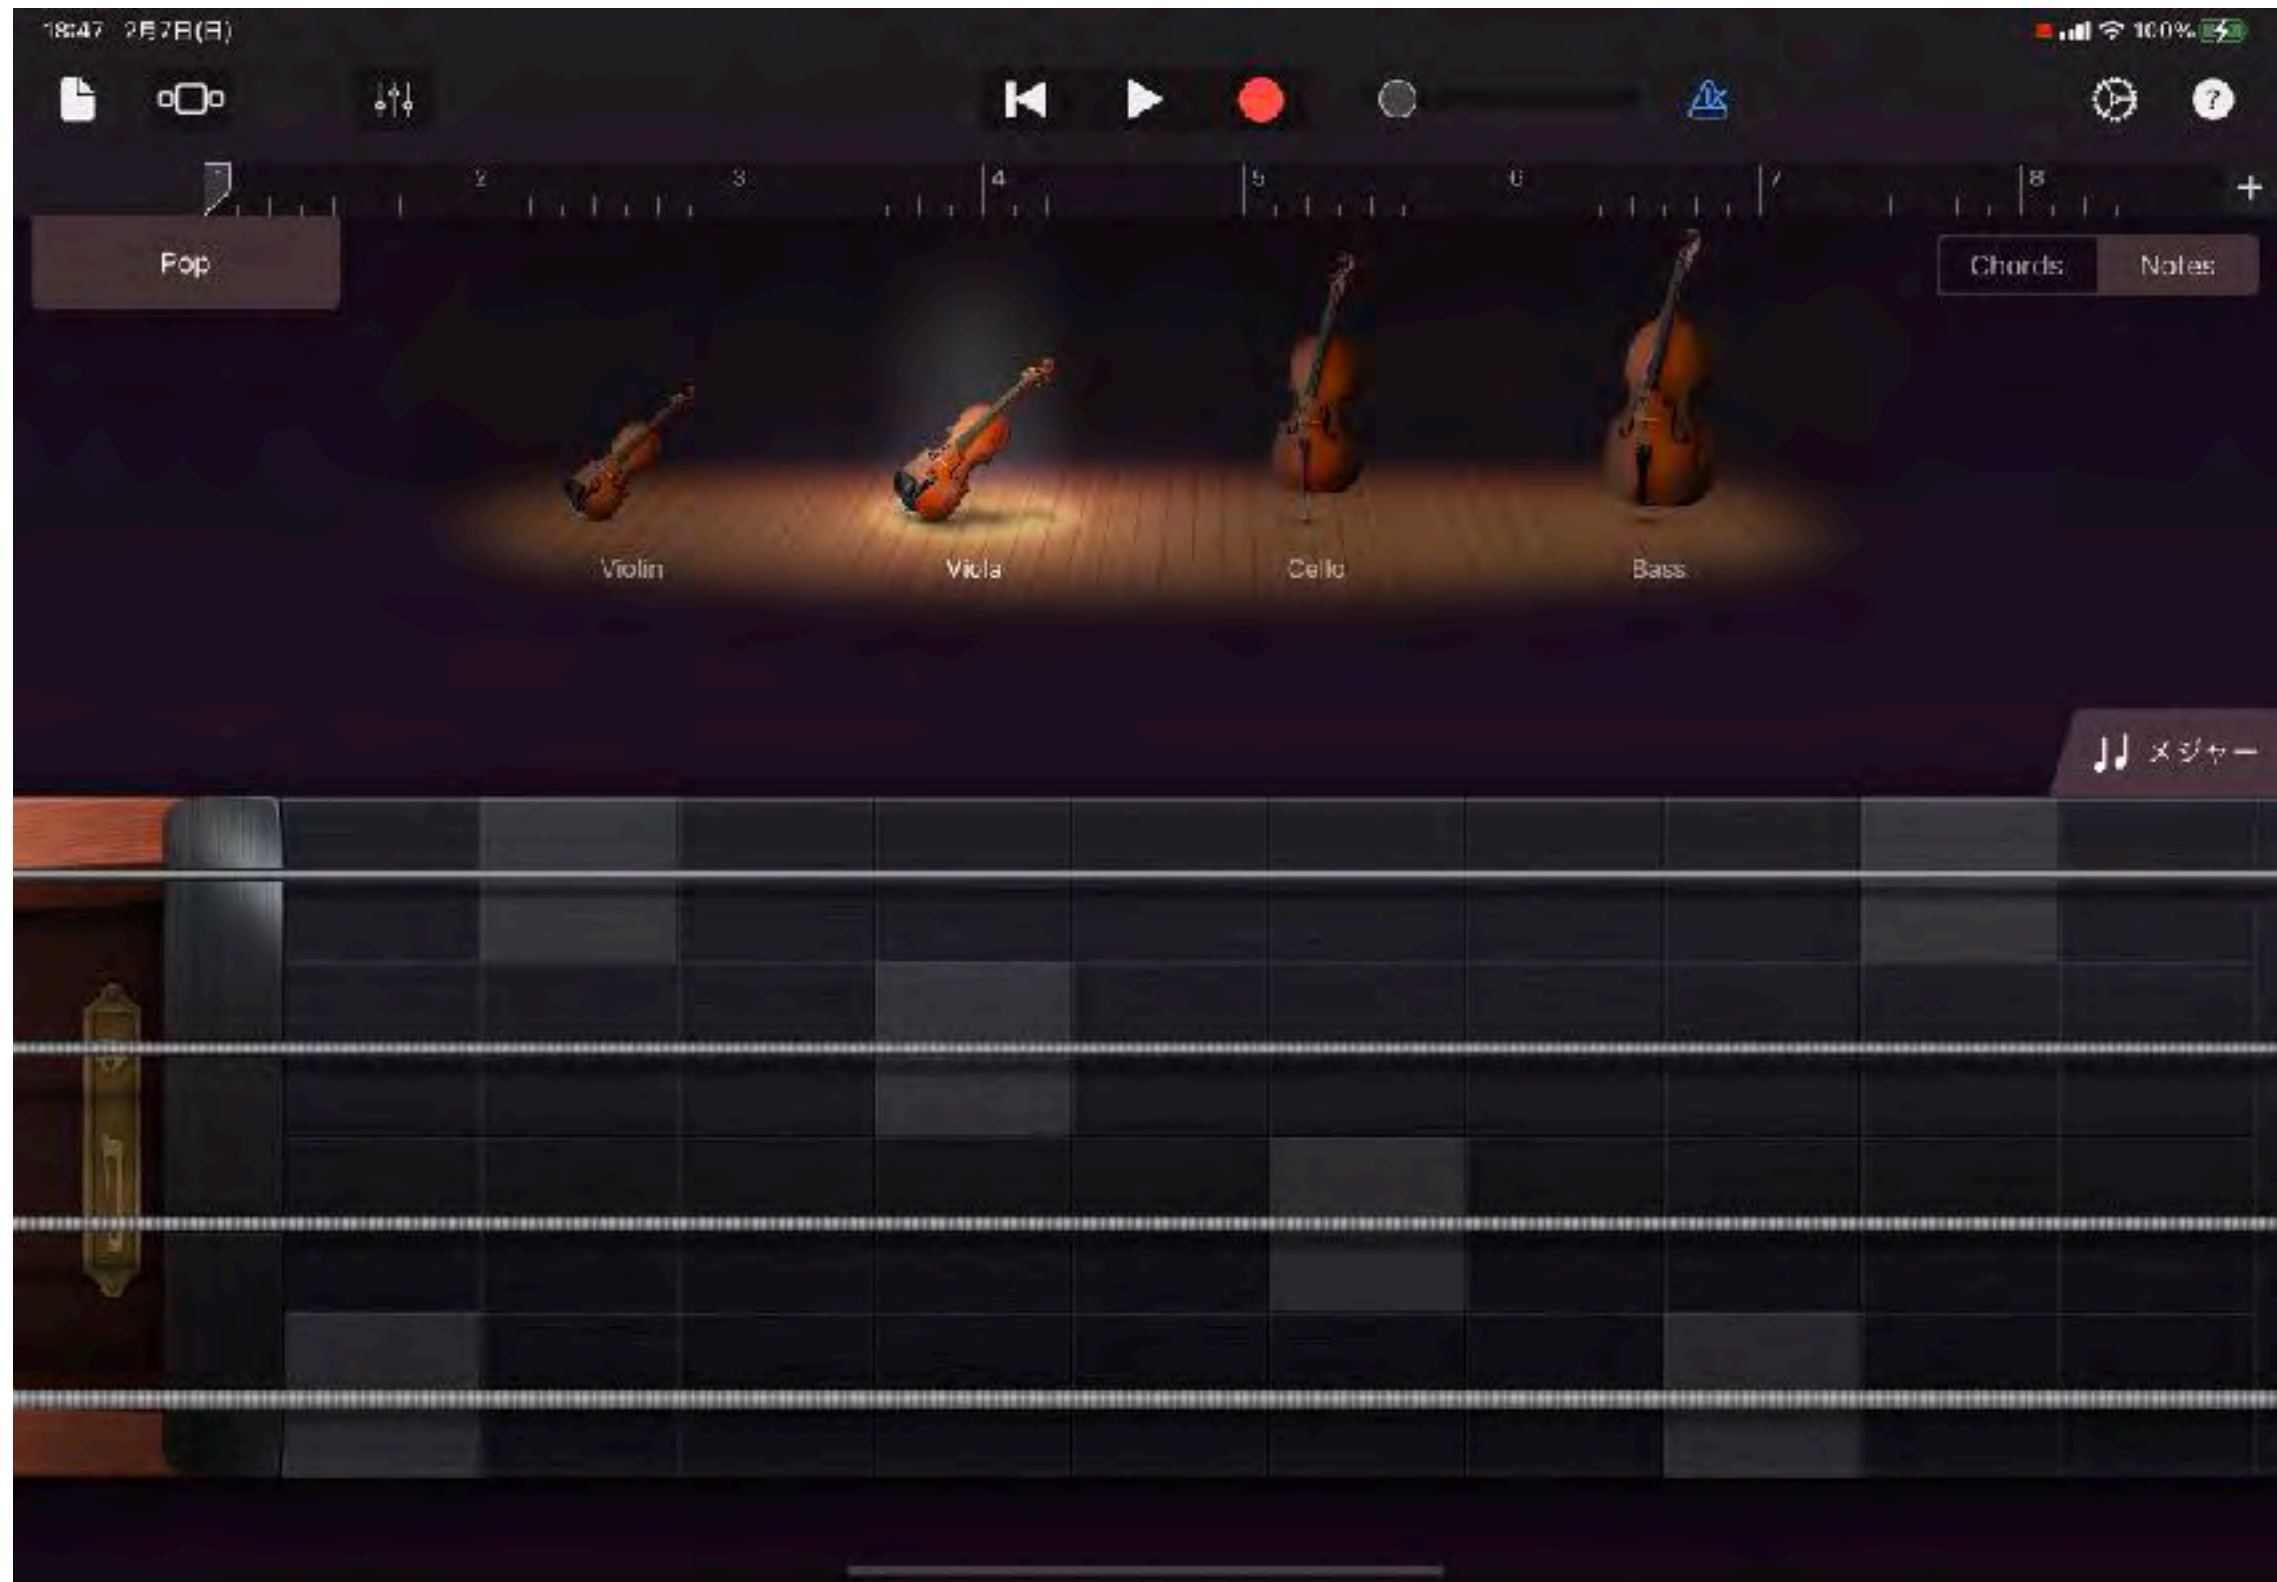 18:47 2月7日(日) 100%
?
1 2 3 4 5 6 7 8 +
Pop Chords Notes
Violin Viola Cello Bass
メジャー